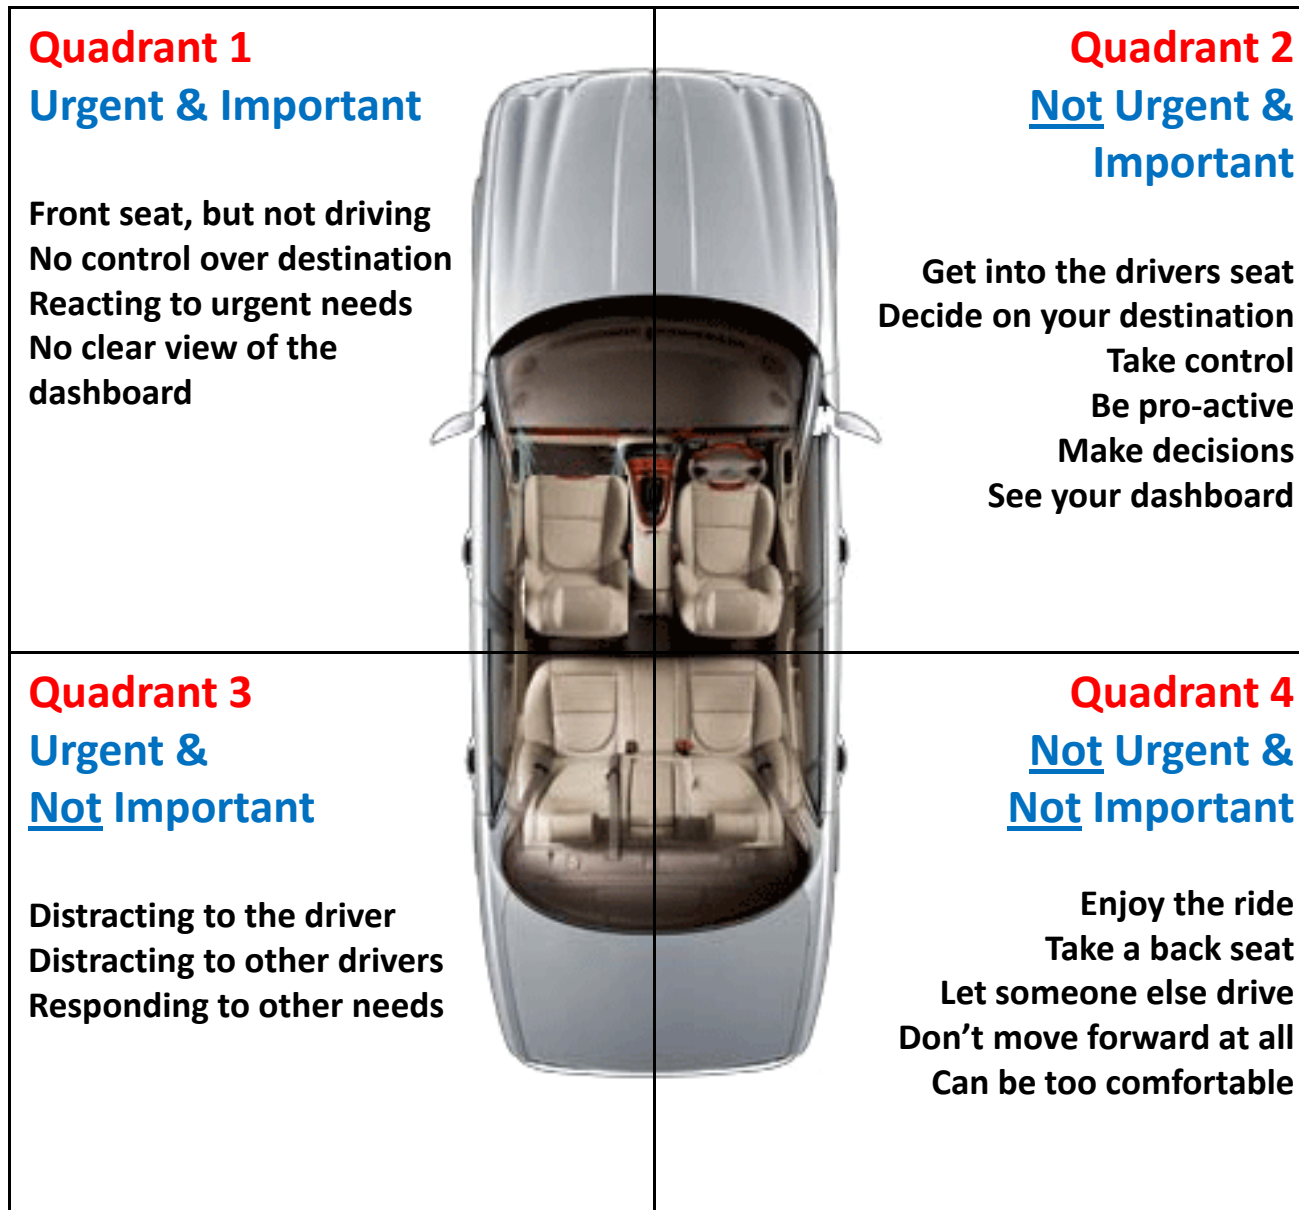 Quadrant 1
Urgent & Important
Front seat, but not driving
No control over destination
Reacting to urgent needs
No clear view of the
dashboard
Quadrant 2
Not Urgent &
Important
Get into the drivers seat
Decide on your destination
Take control
Be pro-active
Make decisions
See your dashboard
Quadrant 3
Urgent &
Not Important
Distracting to the driver
Distracting to other drivers
Responding to other needs
Quadrant 4
Not Urgent &
Not Important
Enjoy the ride
Take a back seat
Let someone else drive
Don’t move forward at all
Can be too comfortable